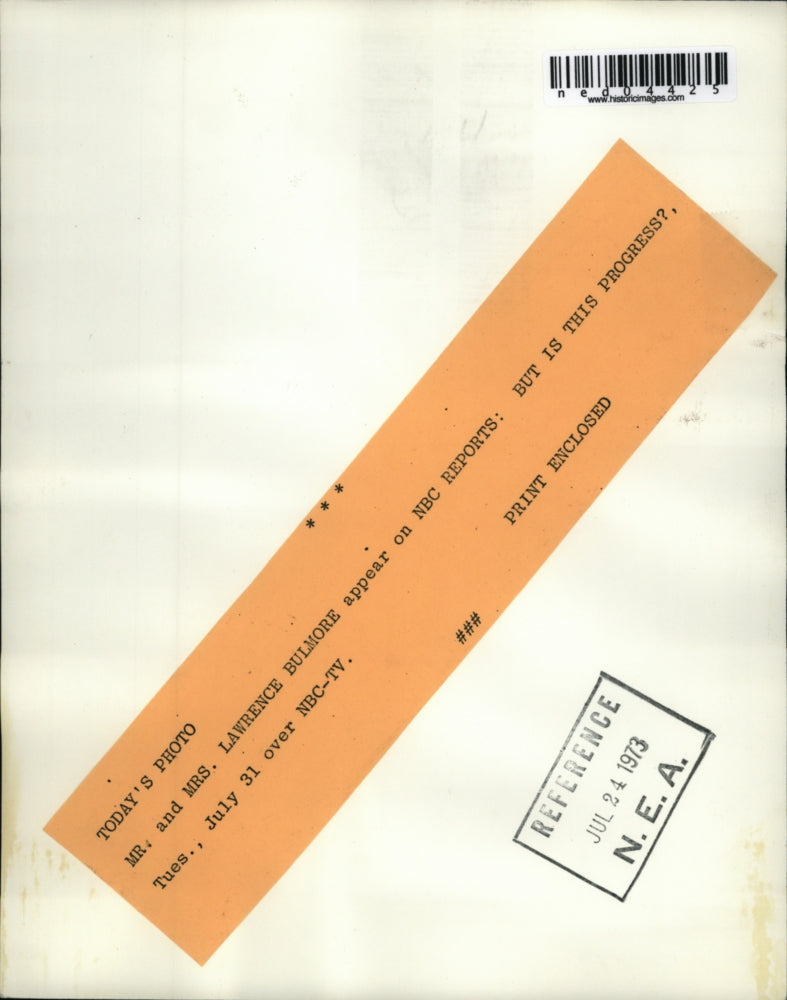 ned04425
www.historicimages.com
* * *
TODAY'S PHOTO
MR. and MRS. LAWRENCE BULMORE appear on NBC REPORTS: BUT IS THIS PROGRESS?,
Tues., July 31 over NBC-TV.
PRINT ENCLOSED
###
REFERENCE
JUL 24 1973
N. E. A.